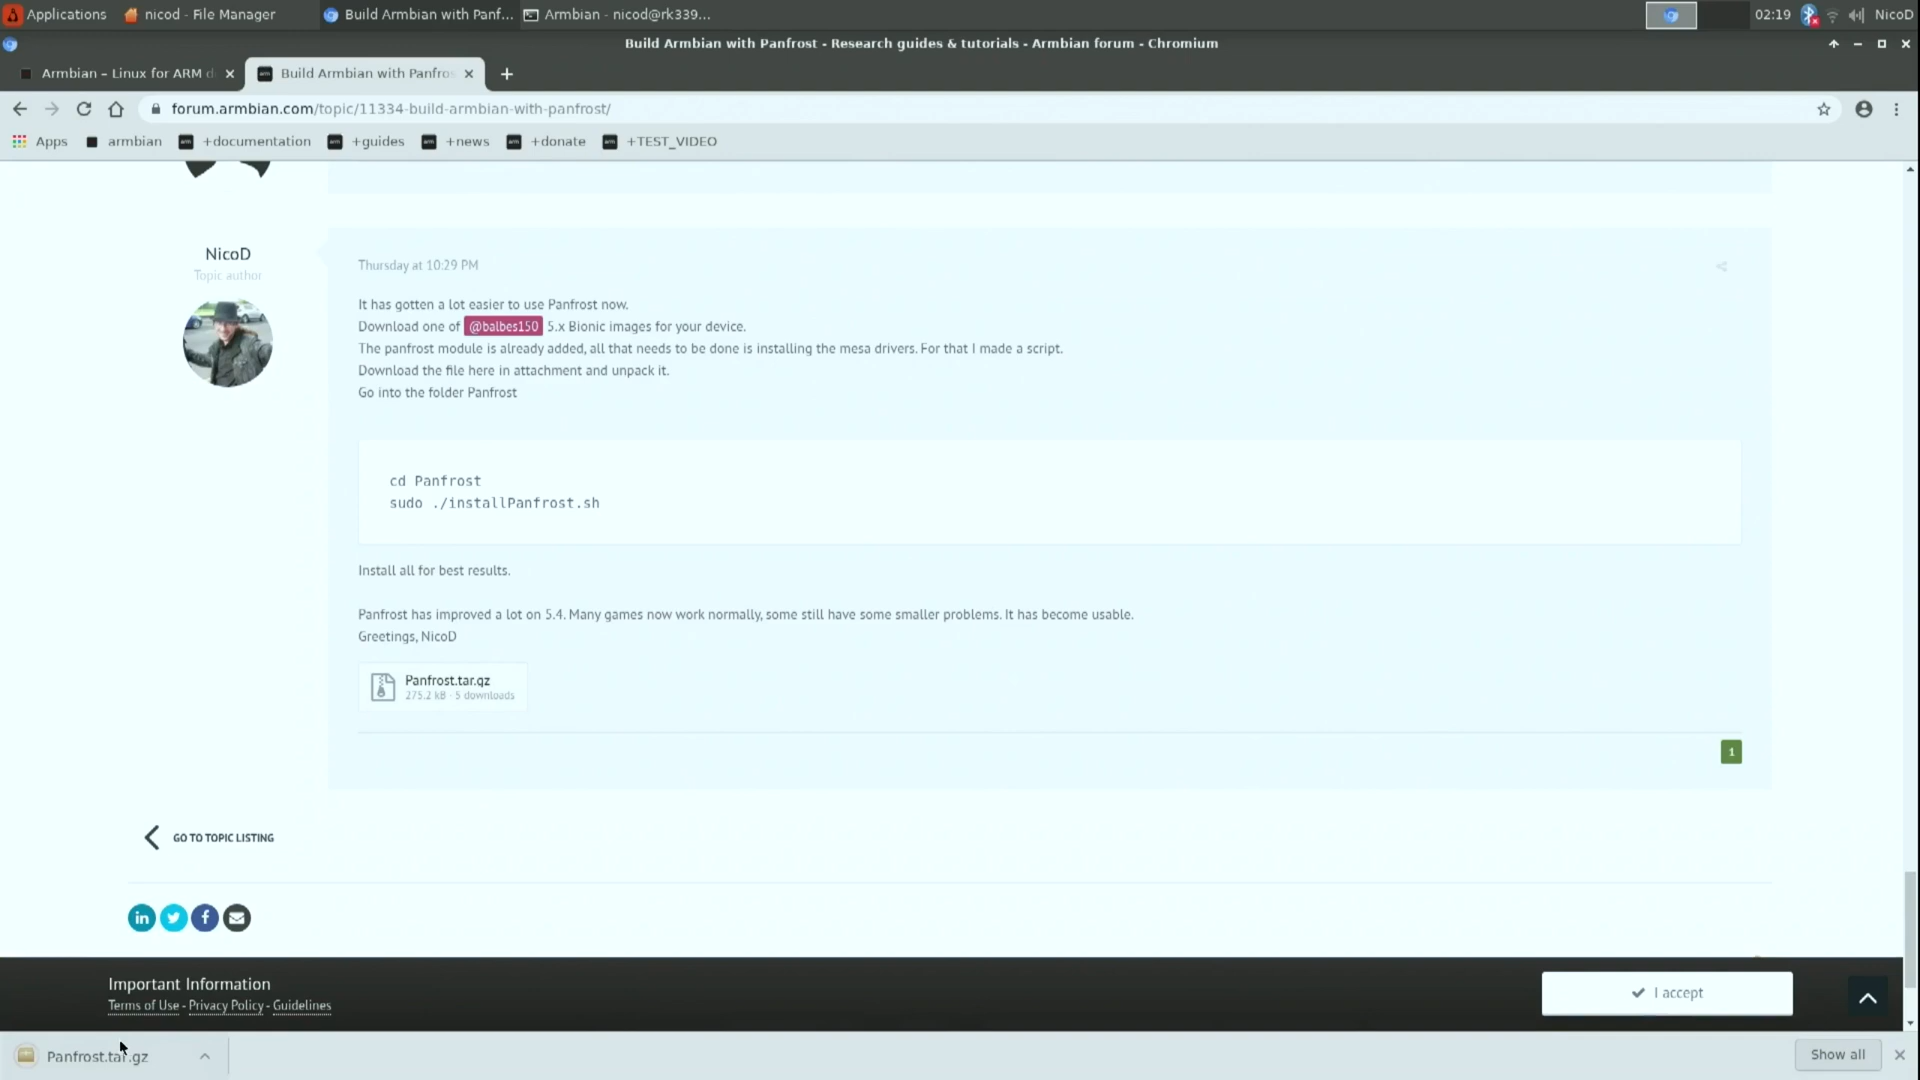 Applications
nicod - File Manager
Build Armbian with Panf...
Armbian - nicod@rk339...
02:19
NicoD
Build Armbian with Panfrost - Research guides & tutorials - Armbian forum - Chromium
Armbian – Linux for ARM d
Build Armbian with Panfros
forum.armbian.com/topic/11334-build-armbian-with-panfrost/
Apps
armbian
+documentation
+guides
+news
+donate
+TEST_VIDEO
NicoD
Topic author
Thursday at 10:29 PM
It has gotten a lot easier to use Panfrost now.
Download one of @balbes150 5.x Bionic images for your device.
The panfrost module is already added, all that needs to be done is installing the mesa drivers. For that I made a script.
Download the file here in attachment and unpack it.
Go into the folder Panfrost
cd Panfrost
sudo ./installPanfrost.sh
Install all for best results.
Panfrost has improved a lot on 5.4. Many games now work normally, some still have some smaller problems. It has become usable.
Greetings, NicoD
Panfrost.tar.gz
275.2 kB · 5 downloads
1
GO TO TOPIC LISTING
in
f
Important Information
Terms of Use - Privacy Policy - Guidelines
I accept
Panfrost.tar.gz
Show all